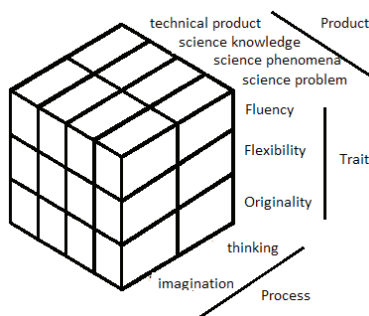 technical product
Product
science knowledge
science phenomena
science problem
Fluency
Flexibility
Trait
Originality
thinking
imagination
Process